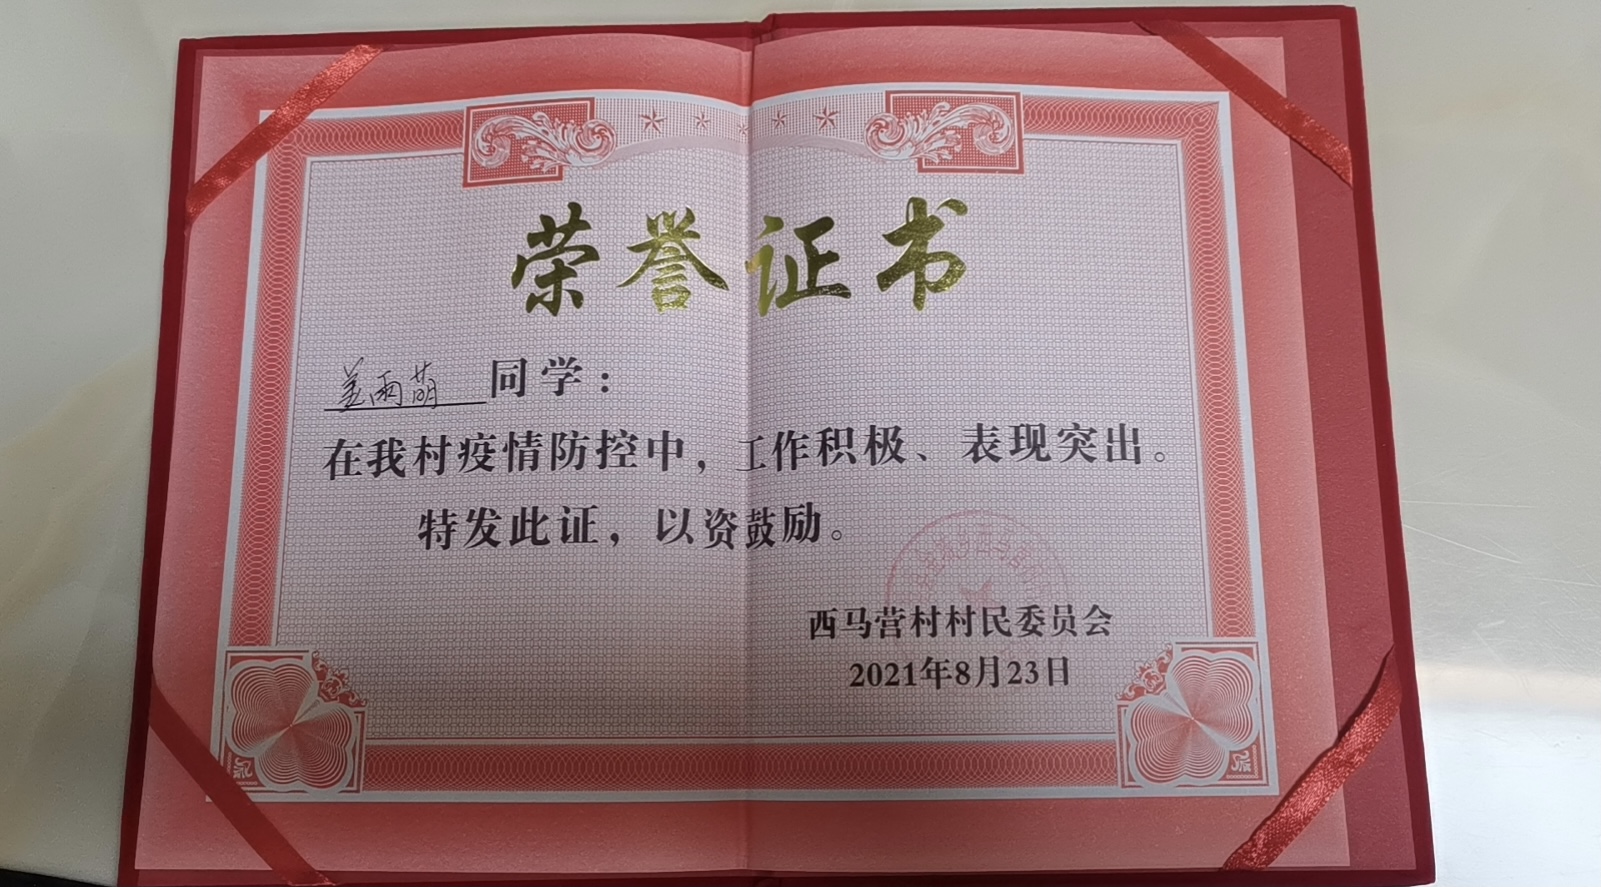 荣誉证书
姜雨萌 同学：
在我村疫情防控中，工作积极、表现突出。
特发此证，以资鼓励。
西马营村村民委员会
2021年8月23日